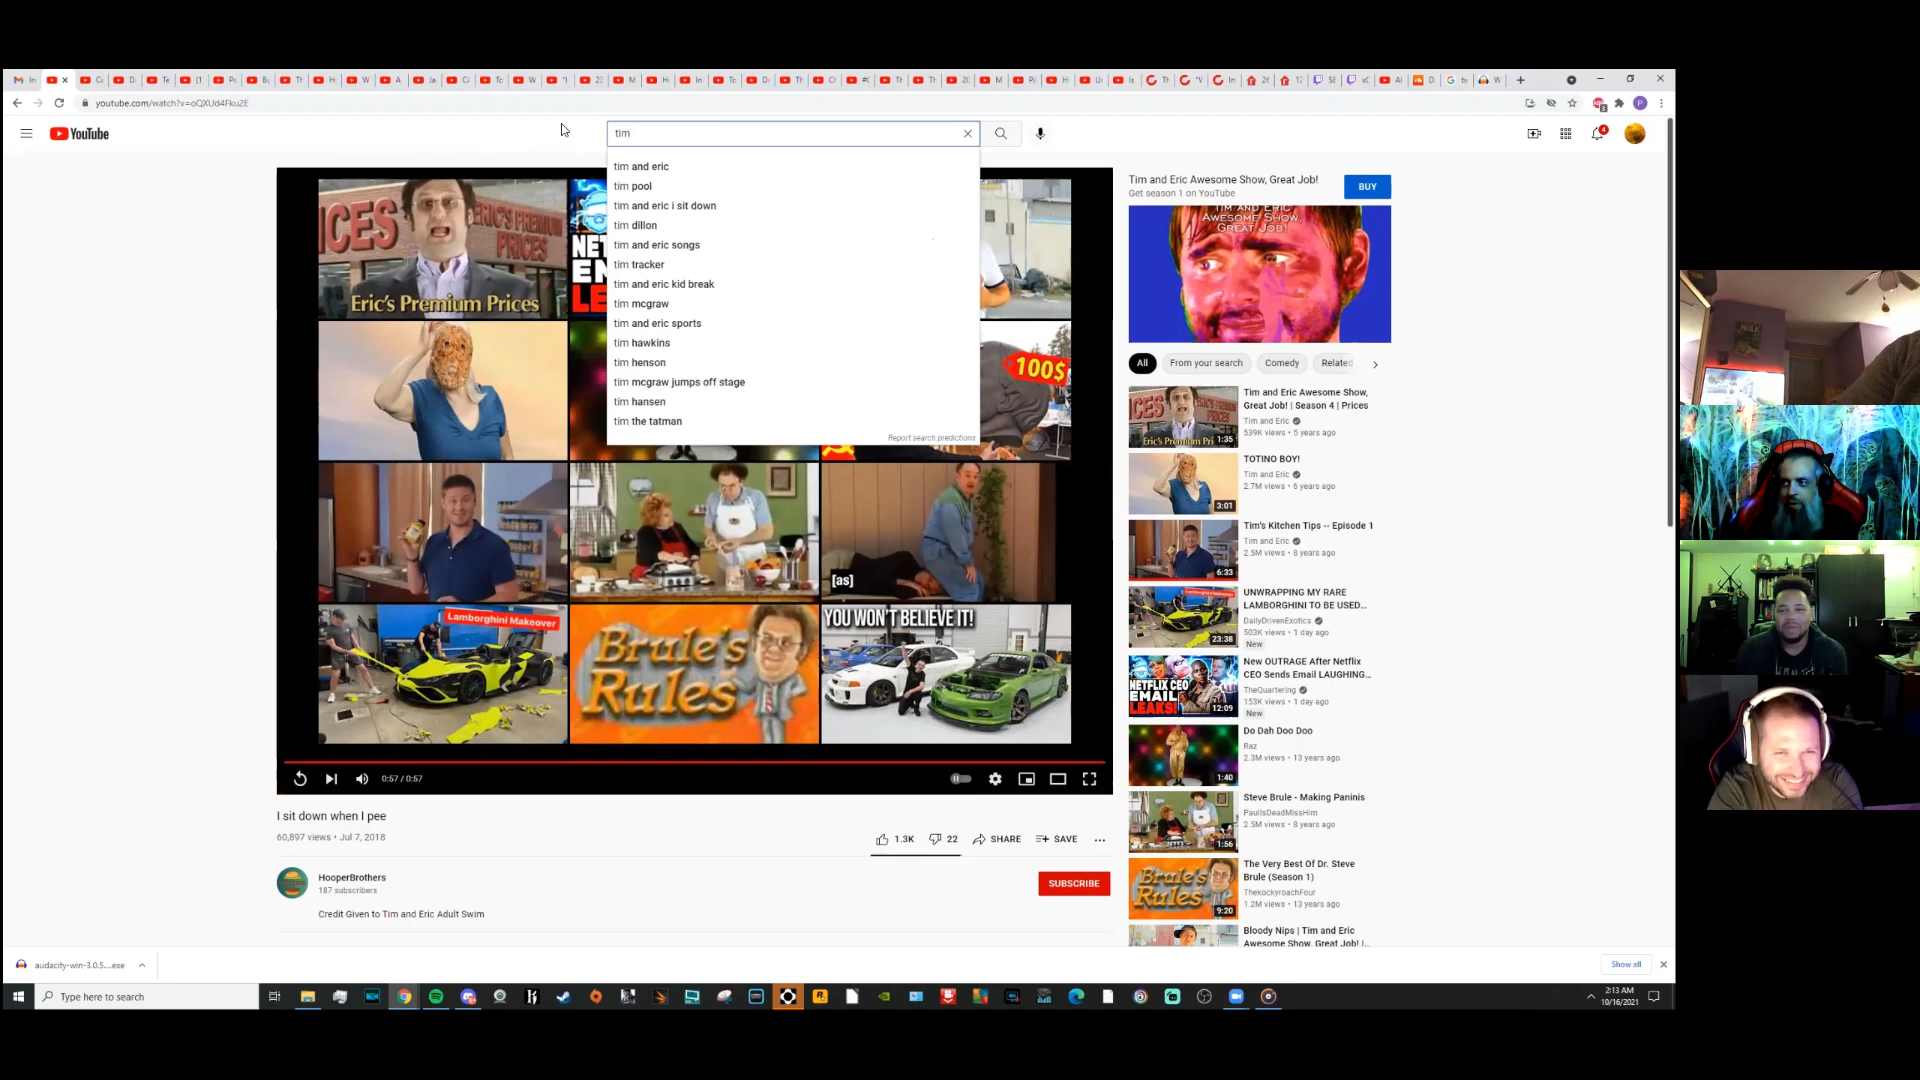 youtube.com/watch?v=oQXUd4Fku2E
YouTube
tim
tim and eric
tim pool
tim and eric i sit down
tim dillon
tim and eric songs
tim tracker
tim and eric kid break
tim mcgraw
tim and eric sports
tim hawkins
tim henson
tim mcgraw jumps off stage
tim hansen
tim the tatman
Report search predictions
Eric's Premium Prices
100$
[as]
Lamborghini Makeover
Brule's
Rules
YOU WON'T BELIEVE IT!
0:57 / 0:57
I sit down when I pee
60,897 views • Jul 7, 2018
1.3K
22
SHARE
SAVE
HooperBrothers
187 subscribers
SUBSCRIBE
Credit Given to Tim and Eric Adult Swim
Tim and Eric Awesome Show, Great Job!
Get season 1 on YouTube
BUY
TIM AND ERIC
AWESOME SHOW,
GREAT JOB!
All
From your search
Comedy
Related
Tim and Eric Awesome Show,
Great Job! | Season 4 | Prices
Tim and Eric
539K views • 5 years ago
1:35
TOTINO BOY!
Tim and Eric
2.7M views • 6 years ago
3:01
Tim's Kitchen Tips -- Episode 1
Tim and Eric
2.5M views • 8 years ago
6:33
UNWRAPPING MY RARE
LAMBORGHINI TO BE USED...
DailyDrivenExotics
503K views • 1 day ago
New
23:38
New OUTRAGE After Netflix
CEO Sends Email LAUGHING...
TheQuartering
153K views • 1 day ago
New
NETFLIX CEO
EMAIL
LEAKS!
12:09
Do Dah Doo Doo
Raz
2.3M views • 13 years ago
1:40
Steve Brule - Making Paninis
PaulIsDeadMissHim
2.5M views • 8 years ago
1:56
The Very Best Of Dr. Steve
Brule (Season 1)
ThekockyroachFour
1.2M views • 13 years ago
Brule's
Rules
9:20
Bloody Nips | Tim and Eric
Awesome Show, Great Job! |...
audacity-win-3.0.5....exe
Show all
Type here to search
2:13 AM
10/16/2021